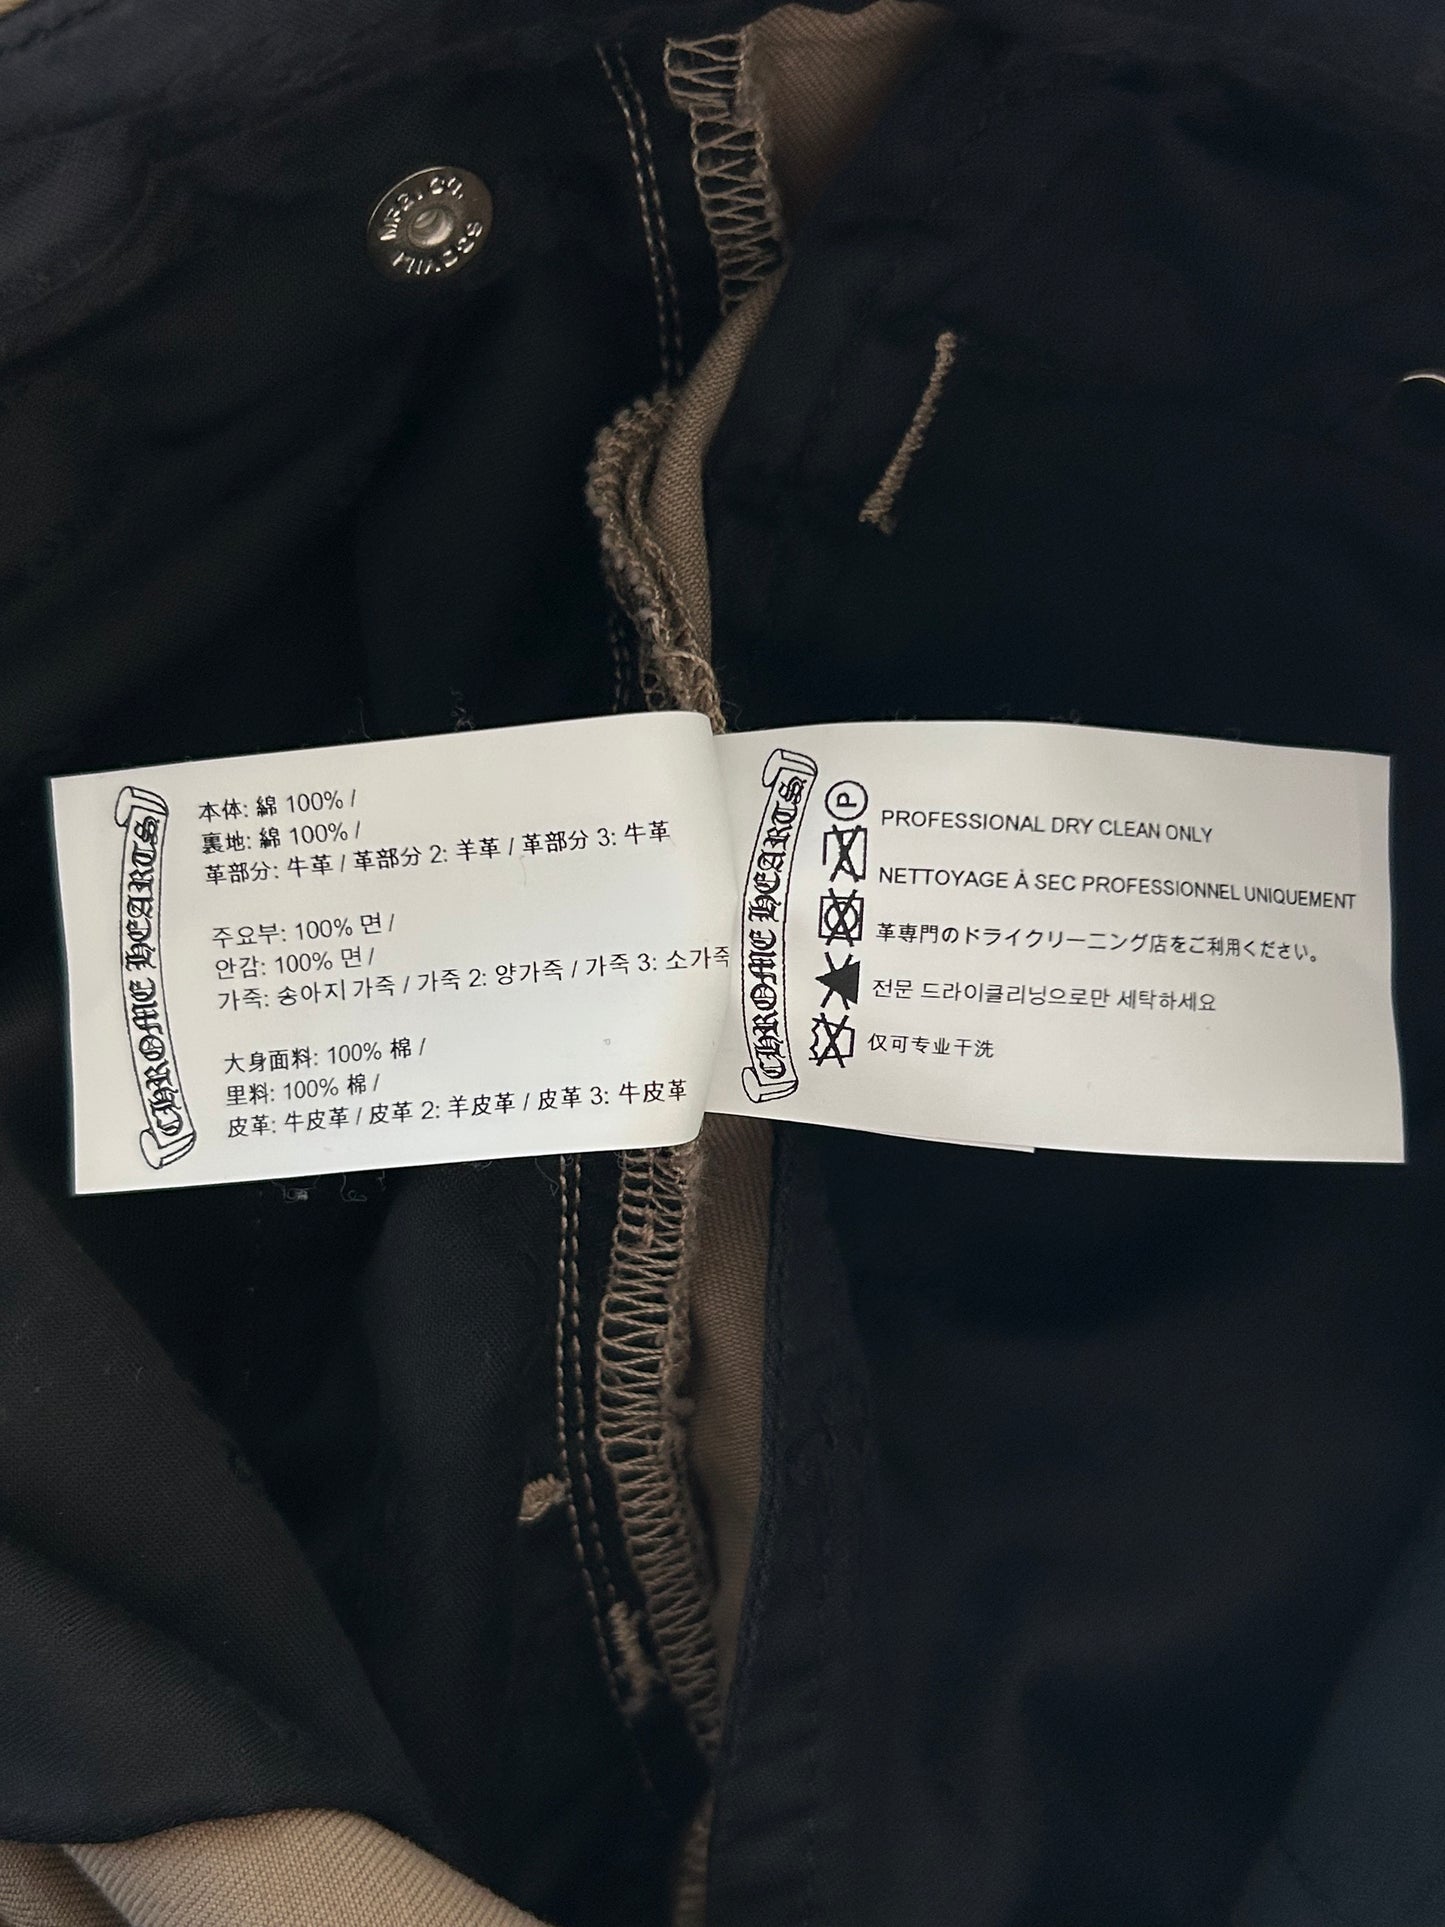 MFG. CO.
SCOVILL
CHROME HEARTS
本体: 綿 100% /
裏地: 綿 100% /
革部分: 牛革 / 革部分 2: 羊革 / 革部分 3: 牛革
주요부: 100% 면 /
안감: 100% 면 /
가죽: 송아지가죽 / 가죽 2: 양가죽 / 가죽 3: 소가죽
大身面料: 100% 棉 /
里料: 100% 棉 /
皮革: 牛皮革 / 皮革 2: 羊皮革 / 皮革 3: 牛皮革
CHROME HEARTS
P
PROFESSIONAL DRY CLEAN ONLY
NETTOYAGE À SEC PROFESSIONNEL UNIQUEMENT
革専門のドライクリーニング店をご利用ください。
전문 드라이클리닝으로만 세탁하세요
仅可专业干洗